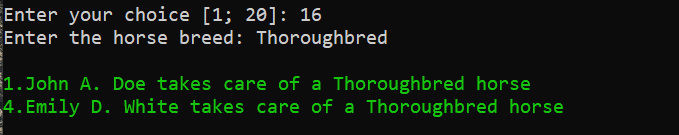 Enter your choice [1; 20]: 16
Enter the horse breed: Thoroughbred
1.John A. Doe takes care of a Thoroughbred horse
4.Emily D. White takes care of a Thoroughbred horse